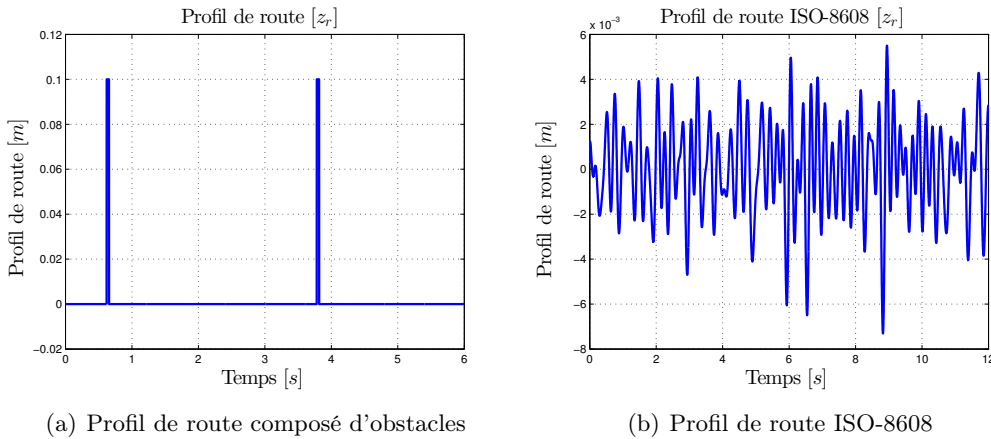 Profil de route [z_r]
0.12
0.1
0.08
0.06
0.04
0.02
0
−0.02
Profil de route [m]
0 1 2 3 4 5 6
Temps [s]
(a) Profil de route composé d'obstacles
x 10⁻³
Profil de route ISO-8608 [z_r]
6
4
2
0
−2
−4
−6
−8
Profil de route [m]
0 2 4 6 8 10 12
Temps [s]
(b) Profil de route ISO-8608